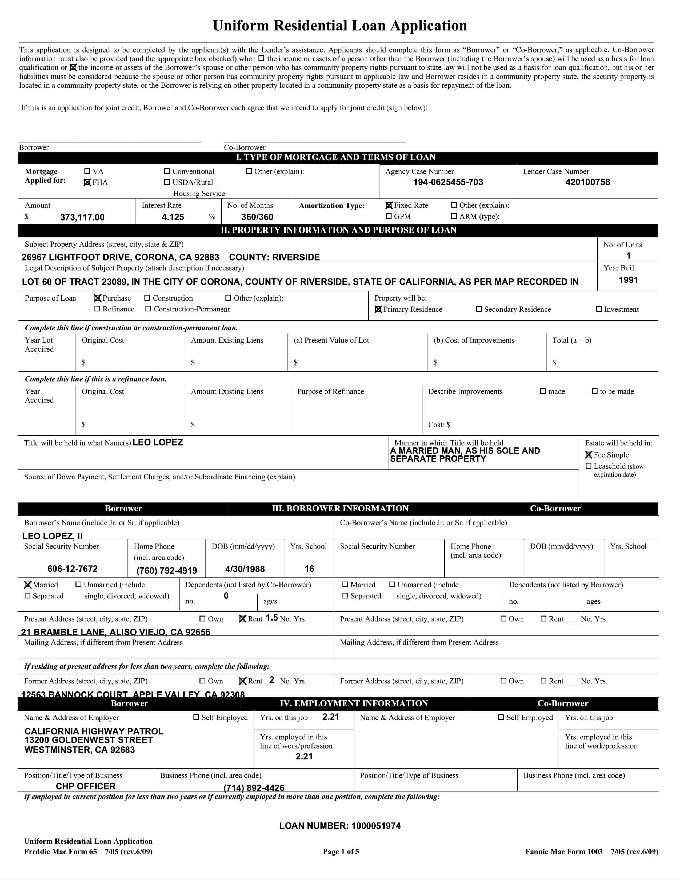 Uniform Residential Loan Application
This application is designed to be completed by the applicant(s) with the Lender's assistance. Applicants should complete this form as "Borrower" or "Co-Borrower", as applicable. Co-Borrower
information must also be provided (and the appropriate box checked) when ☐ the income or assets of a person other than the Borrower (including the Borrower's spouse) will be used as a basis for loan
qualification or ☒ the income or assets of the Borrower's spouse or other person who has community property rights pursuant to state law will not be used as a basis for loan qualification, but his or her
liabilities must be considered because the spouse or other person has community property rights pursuant to applicable law and Borrower resides in a community property state, the security property is
located in a community property state, or the Borrower is relying on other property located in a community property state as a basis for repayment of the loan.
If this is an application for joint credit, Borrower and Co-Borrower each agree that we intend to apply for joint credit (sign below):
Borrower Co-Borrower
I. TYPE OF MORTGAGE AND TERMS OF LOAN
Mortgage Applied for: ☐ VA ☐ Conventional ☐ Other (explain): Agency Case Number Lender Case Number
☒ FHA ☐ USDA/Rural Housing Service 194-0625455-703 420100758
Amount Interest Rate No. of Months Amortization Type: ☒ Fixed Rate ☐ Other (explain):
$ 373,117.00 4.125 % 360/360 ☐ GPM ☐ ARM (type):
II. PROPERTY INFORMATION AND PURPOSE OF LOAN
Subject Property Address (street, city, state & ZIP) No. of Units
26967 LIGHTFOOT DRIVE, CORONA, CA 92883 COUNTY: RIVERSIDE 1
Legal Description of Subject Property (attach description if necessary) Year Built
LOT 60 OF TRACT 23089, IN THE CITY OF CORONA, COUNTY OF RIVERSIDE, STATE OF CALIFORNIA, AS PER MAP RECORDED IN 1991
Purpose of Loan ☒ Purchase ☐ Construction ☐ Other (explain): Property will be:
☐ Refinance ☐ Construction-Permanent ☒ Primary Residence ☐ Secondary Residence ☐ Investment
Complete this line if construction or construction-permanent loan.
Year Lot Acquired Original Cost Amount Existing Liens (a) Present Value of Lot (b) Cost of Improvements Total (a + b)
$ $ $ $ $
Complete this line if this is a refinance loan.
Year Acquired Original Cost Amount Existing Liens Purpose of Refinance Describe Improvements ☐ made ☐ to be made
$ $ Cost: $
Title will be held in what Name(s) LEO LOPEZ Manner in which Title will be held Estate will be held in:
A MARRIED MAN, AS HIS SOLE AND ☒ Fee Simple
SEPARATE PROPERTY ☐ Leasehold (show
Source of Down Payment, Settlement Charges, and/or Subordinate Financing (explain) expiration date)
Borrower III. BORROWER INFORMATION Co-Borrower
Borrower's Name (include Jr. or Sr. if applicable) Co-Borrower's Name (include Jr. or Sr. if applicable)
LEO LOPEZ, II
Social Security Number Home Phone (incl. area code) DOB (mm/dd/yyyy) Yrs. School Social Security Number Home Phone (incl. area code) DOB (mm/dd/yyyy) Yrs. School
606-12-7672 (760) 792-4919 4/30/1988 16
☒ Married ☐ Unmarried (include Dependents (not listed by Co-Borrower) ☐ Married ☐ Unmarried (include Dependents (not listed by Borrower)
☐ Separated single, divorced, widowed) no. 0 ages ☐ Separated single, divorced, widowed) no. ages
Present Address (street, city, state, ZIP) ☐ Own ☒ Rent 1.5 No. Yrs. Present Address (street, city, state, ZIP) ☐ Own ☐ Rent No. Yrs.
21 BRAMBLE LANE, ALISO VIEJO, CA 92656
Mailing Address, if different from Present Address Mailing Address, if different from Present Address
If residing at present address for less than two years, complete the following:
Former Address (street, city, state, ZIP) ☐ Own ☒ Rent 2 No. Yrs. Former Address (street, city, state, ZIP) ☐ Own ☐ Rent No. Yrs.
12563 BANNOCK COURT, APPLE VALLEY, CA 92308
Borrower IV. EMPLOYMENT INFORMATION Co-Borrower
Name & Address of Employer ☐ Self Employed Yrs. on this job 2.21 Name & Address of Employer ☐ Self Employed Yrs. on this job
CALIFORNIA HIGHWAY PATROL
13200 GOLDENWEST STREET Yrs. employed in this Yrs. employed in this
WESTMINSTER, CA 92683 line of work/profession line of work/profession
2.21
Position/Title/Type of Business Business Phone (incl. area code) Position/Title/Type of Business Business Phone (incl. area code)
CHP OFFICER (714) 892-4426
If employed in current position for less than two years or if currently employed in more than one position, complete the following:
LOAN NUMBER: 1000051974
Uniform Residential Loan Application
Freddie Mac Form 65 7/05 (rev.6/09) Page 1 of 5 Fannie Mae Form 1003 7/05 (rev.6/09)